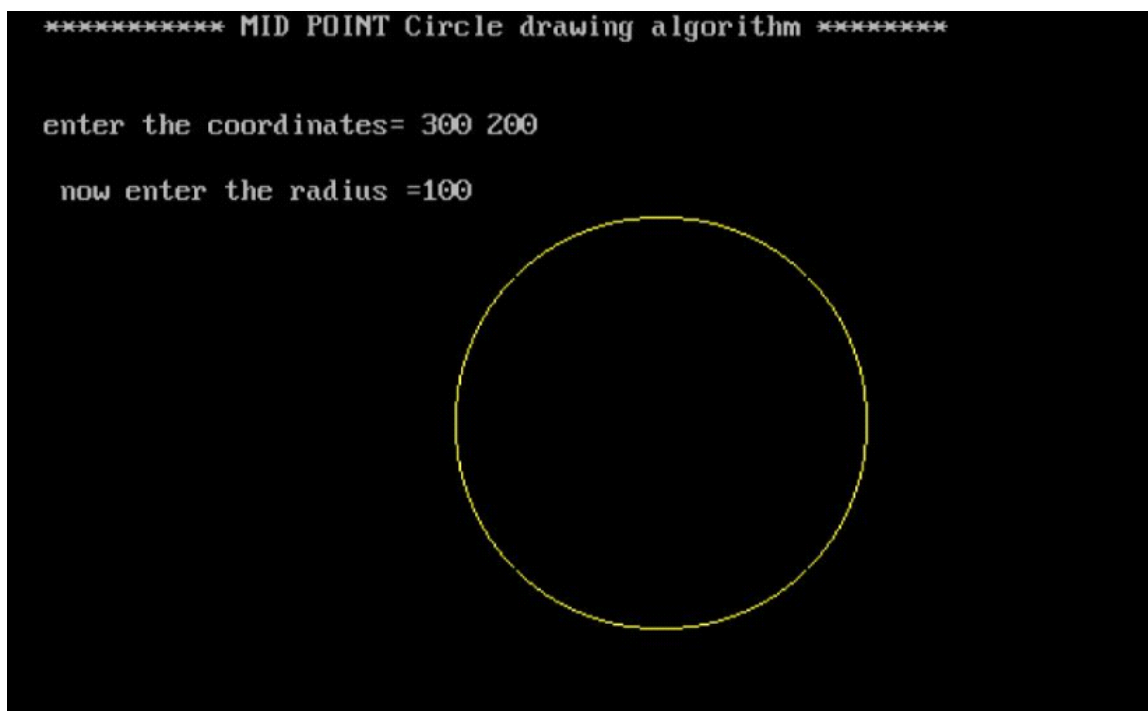 *********** MID POINT Circle drawing algorithm ********
enter the coordinates= 300 200
now enter the radius =100